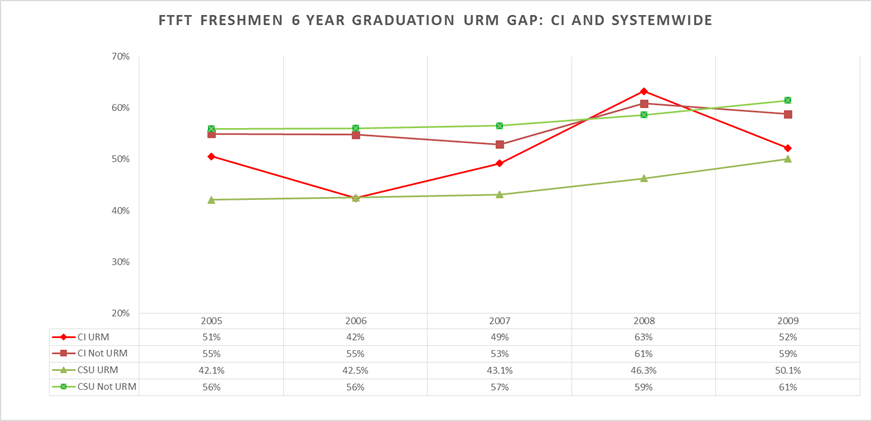 FTFT FRESHMEN 6 YEAR GRADUATION URM GAP: CI AND SYSTEMWIDE
70%
60%
50%
40%
30%
20%
2005 2006 2007 2008 2009
CI URM 51% 42% 49% 63% 52%
CI Not URM 55% 55% 53% 61% 59%
CSU URM 42.1% 42.5% 43.1% 46.3% 50.1%
CSU Not URM 56% 56% 57% 59% 61%